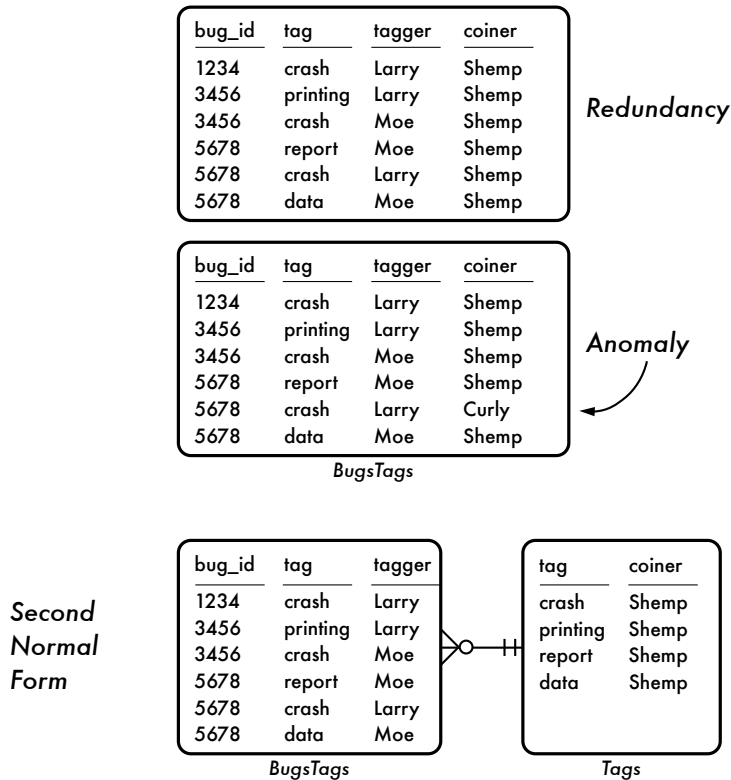 bug_id tag tagger coiner
1234 crash Larry Shemp
3456 printing Larry Shemp
3456 crash Moe Shemp
5678 report Moe Shemp
5678 crash Larry Shemp
5678 data Moe Shemp
Redundancy
bug_id tag tagger coiner
1234 crash Larry Shemp
3456 printing Larry Shemp
3456 crash Moe Shemp
5678 report Moe Shemp
5678 crash Larry Curly
5678 data Moe Shemp
Anomaly
BugsTags
Second
Normal
Form
bug_id tag tagger
1234 crash Larry
3456 printing Larry
3456 crash Moe
5678 report Moe
5678 crash Larry
5678 data Moe
BugsTags
tag coiner
crash Shemp
printing Shemp
report Shemp
data Shemp
Tags